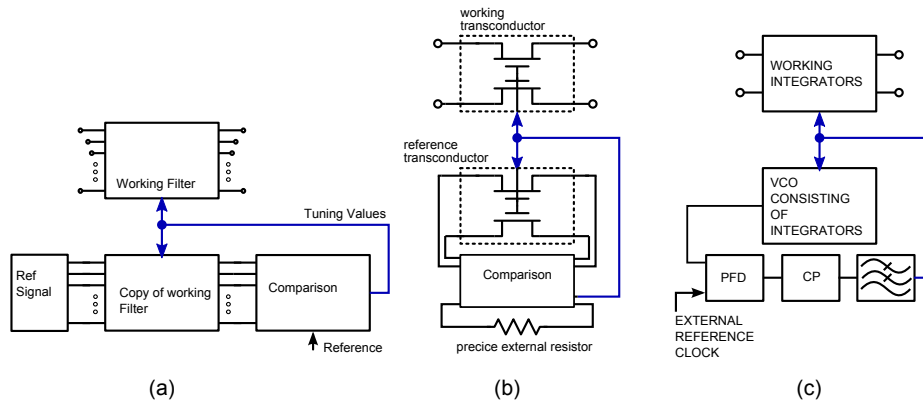 working
transconductor
reference
transconductor
Working Filter
Tuning Values
Ref
Signal
Copy of working
Filter
Comparison
Reference
(a)
Comparison
precice external resistor
(b)
WORKING
INTEGRATORS
VCO
CONSISTING
OF
INTEGRATORS
PFD
CP
EXTERNAL
REFERENCE
CLOCK
(c)